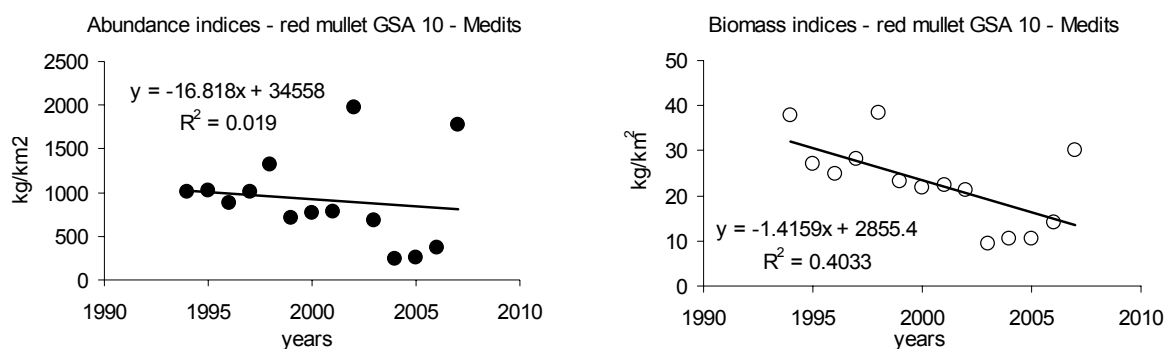 Abundance indices - red mullet GSA 10 - Medits
2500
2000
1500
1000
500
0
kg/km2
y = -16.818x + 34558
R² = 0.019
1990 1995 2000 2005 2010
years
Biomass indices - red mullet GSA 10 - Medits
50
40
30
20
10
0
kg/km²
y = -1.4159x + 2855.4
R² = 0.4033
1990 1995 2000 2005 2010
years